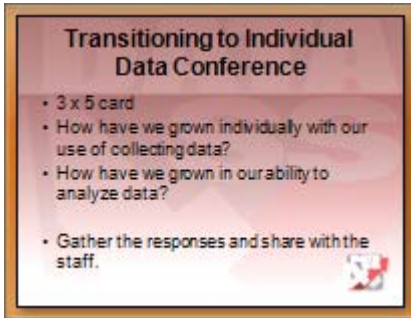 Transitioning to Individual
Data Conference
• 3 x 5 card
• How have we grown individually with our
use of collecting data?
• How have we grown in our ability to
analyze data?
• Gather the responses and share with the
staff.